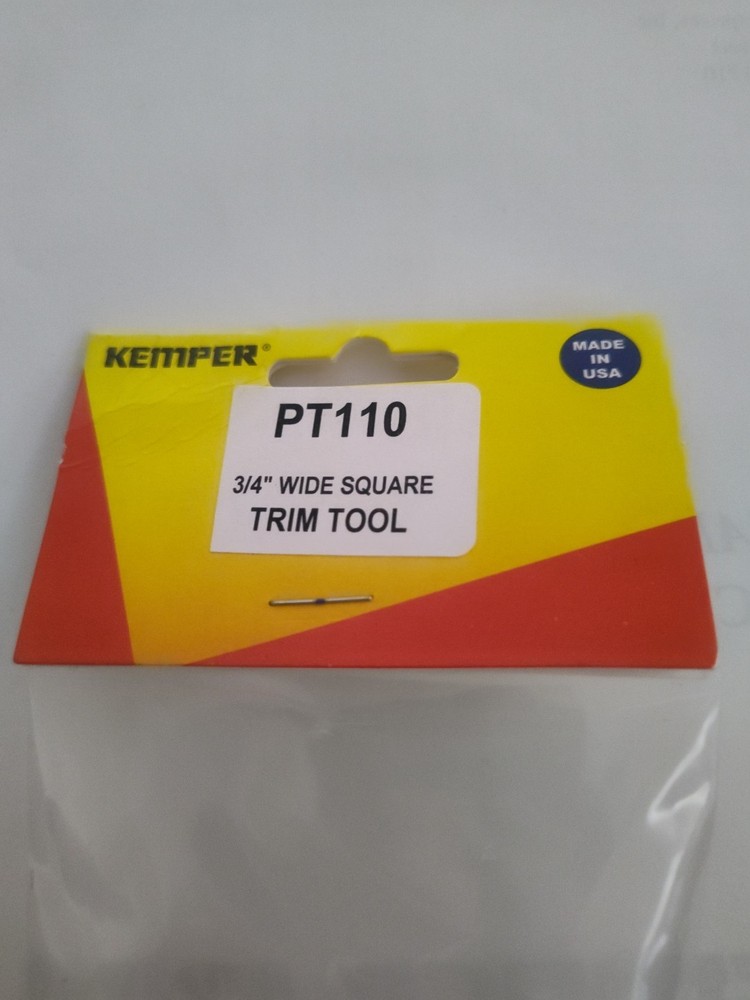 KEMPER®
MADE
IN
USA
PT110
3/4" WIDE SQUARE
TRIM TOOL